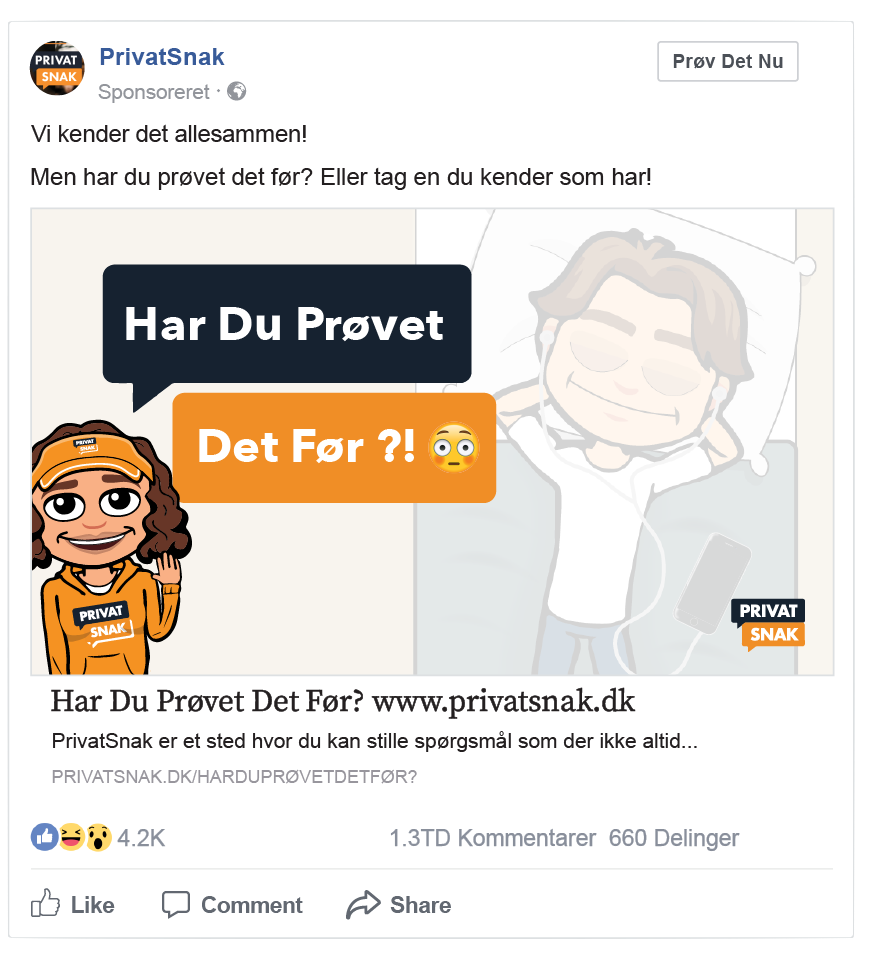 PRIVAT
SNAK
PrivatSnak
Sponsoreret ·
Prøv Det Nu
Vi kender det allesammen!
Men har du prøvet det før? Eller tag en du kender som har!
Har Du Prøvet
Det Før ?! 😳
PRIVAT
SNAK
PRIVAT
SNAK
PRIVAT
SNAK
Har Du Prøvet Det Før? www.privatsnak.dk
PrivatSnak er et sted hvor du kan stille spørgsmål som der ikke altid...
PRIVATSNAK.DK/HARDUPRØVETDETFØR?
4.2K
1.3TD Kommentarer 660 Delinger
Like Comment Share